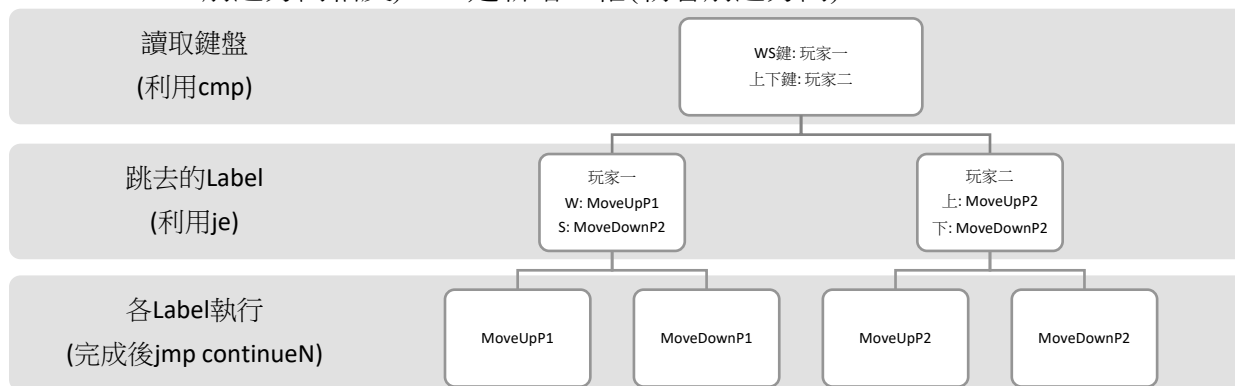 讀取鍵盤
(利用cmp)
WS鍵: 玩家一
上下鍵: 玩家二
跳去的Label
(利用je)
玩家一
W: MoveUpP1
S: MoveDownP2
玩家二
上: MoveUpP2
下: MoveDownP2
各Label執行
(完成後jmp continueN)
MoveUpP1
MoveDownP1
MoveUpP2
MoveDownP2